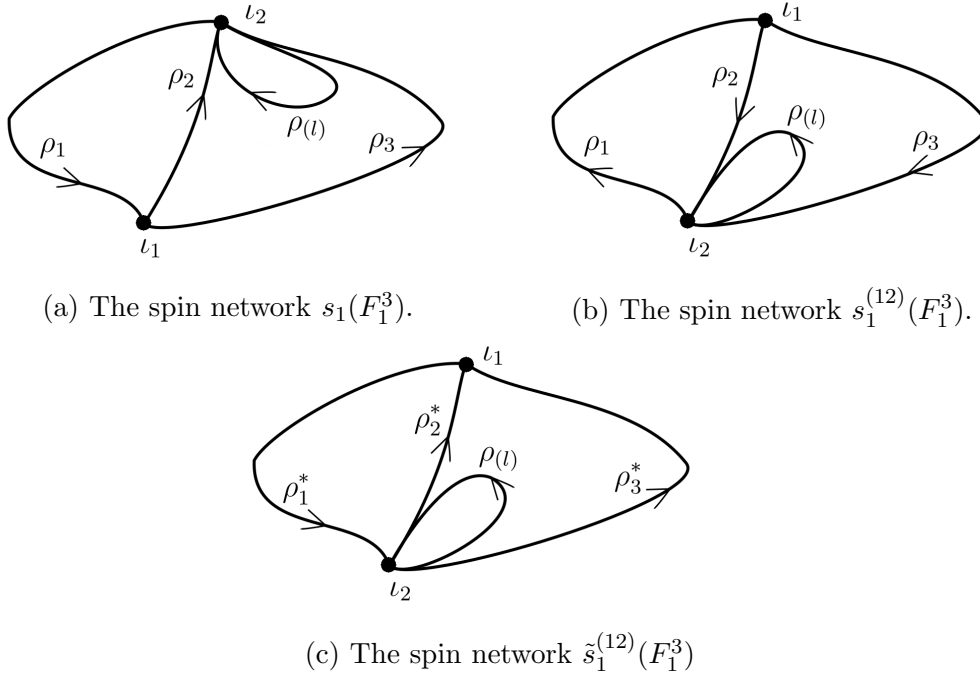 ι₂
ρ₂
ρ₍ₗ₎
ρ₁
ρ₃
ι₁
(a) The spin network s₁(F₁³).
ι₁
ρ₂
ρ₍ₗ₎
ρ₁
ρ₃
ι₂
(b) The spin network s₁⁽¹²⁾(F₁³).
ι₁
ρ₂*
ρ₍ₗ₎
ρ₁*
ρ₃*
ι₂
(c) The spin network s̃₁⁽¹²⁾(F₁³)